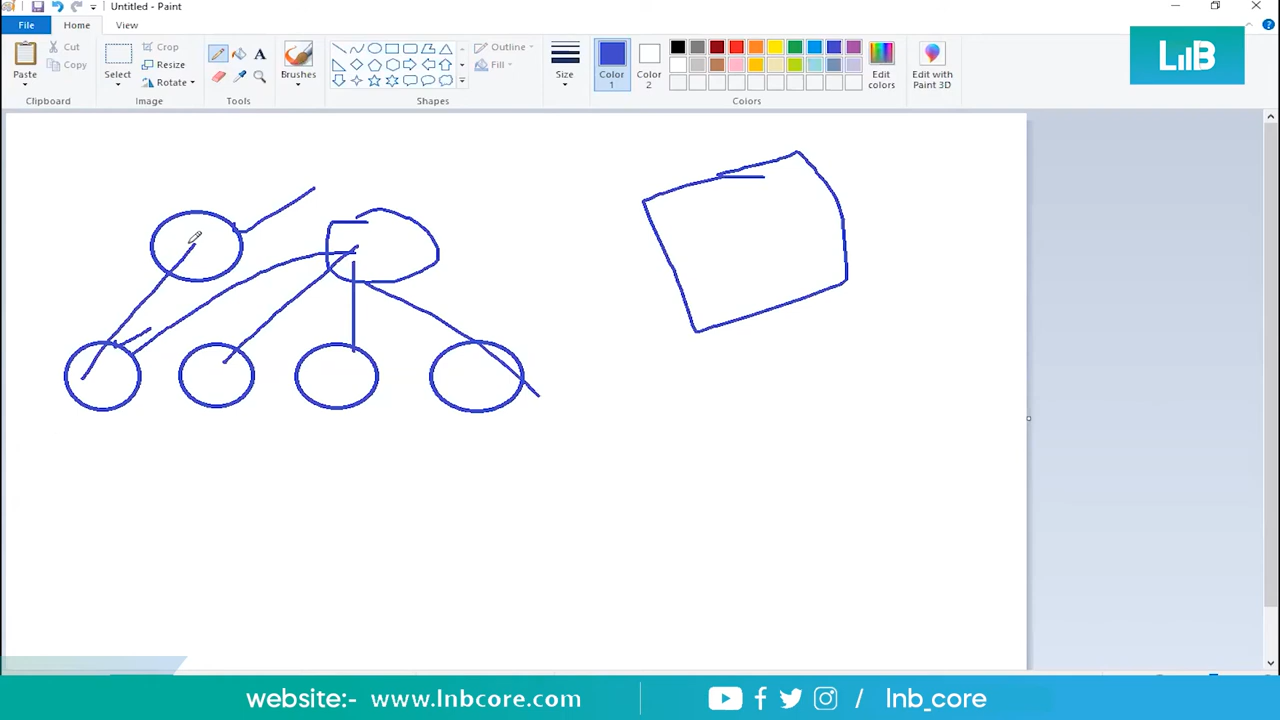 Untitled - Paint
File Home View
Paste
Cut
Copy
Clipboard
Select
Crop
Resize
Rotate
Image
A
Tools
Brushes
Outline
Fill
Shapes
Size
Color
1
Color
2
Edit
colors
Colors
Edit with
Paint 3D
LnB
website:- www.lnbcore.com
lnb_core